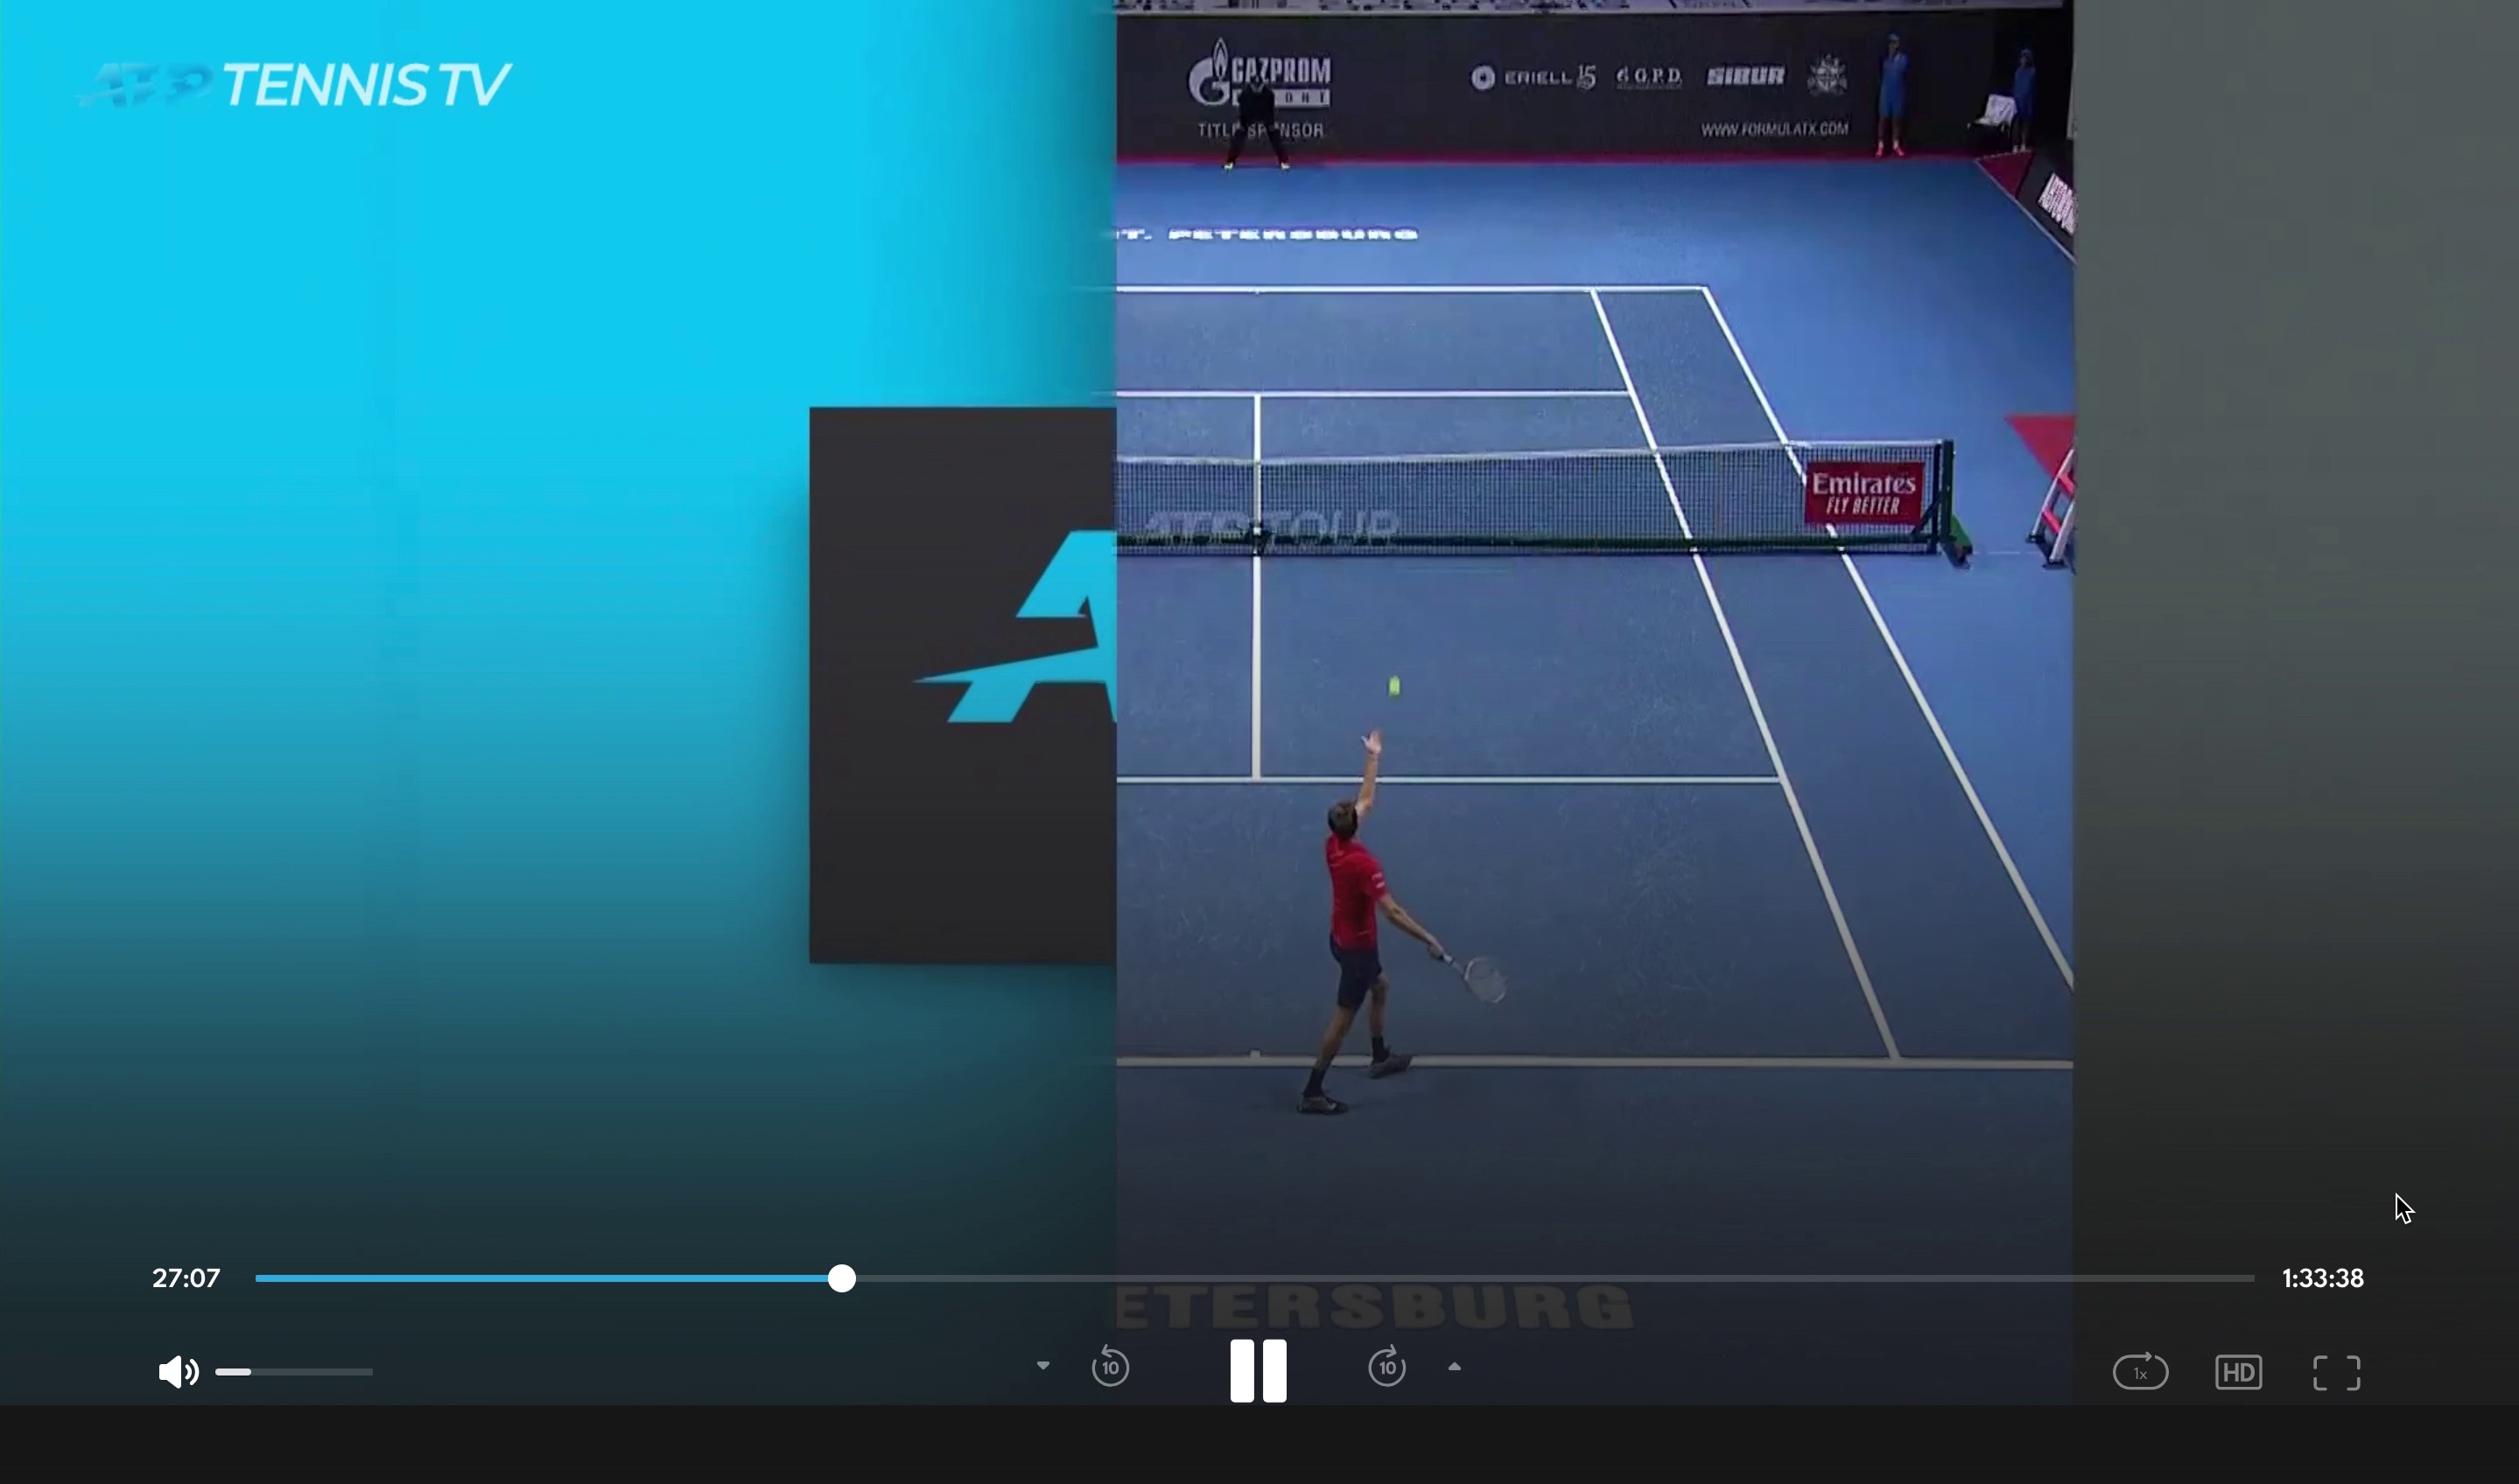 ATP TENNIS TV
GAZPROM
TITLE SPONSOR
ERIELL 15
G.G.P.D.
SIBUR
WWW.FORMULATX.COM
T. PETERSBURG
Emirates
FLY BETTER
ATP TOUR
A
27:07
1:33:38
ETERSBURG
10
10
1x
HD